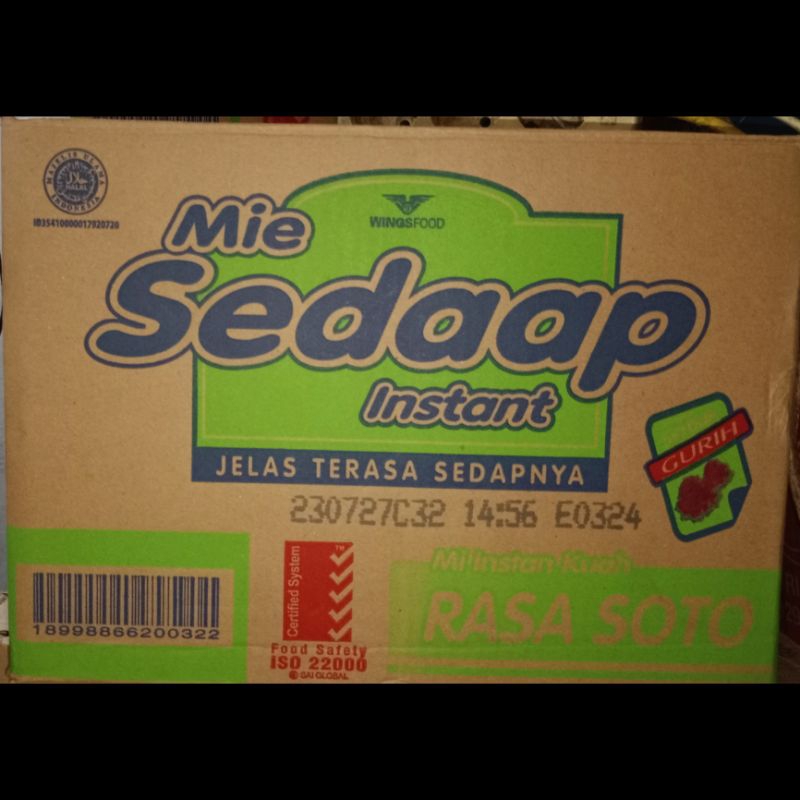 MAJELIS ULAMA
HALAL
INDONESIA
ID35410000017920720
WINGSFOOD
Mie
Sedaap
Instant
JELAS TERASA SEDAPNYA
GURIH
230727C32 14:56 E0324
Mi Instan Kuah
RASA SOTO
18998866200322
Certified System
TM
Food Safety
ISO 22000
SAI GLOBAL